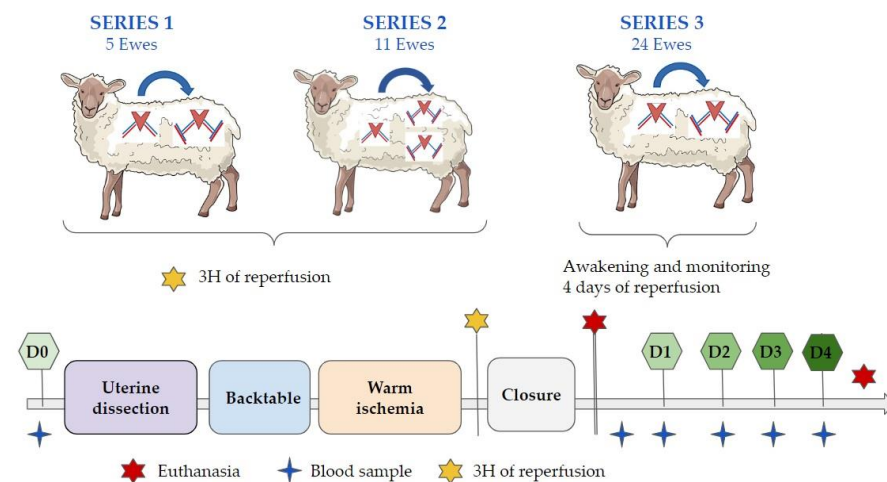 SERIES 1
5 Ewes
SERIES 2
11 Ewes
SERIES 3
24 Ewes
3H of reperfusion
Awakening and monitoring
4 days of reperfusion
D0
Uterine
dissection
Backtable
Warm
ischemia
Closure
D1
D2
D3
D4
Euthanasia
Blood sample
3H of reperfusion